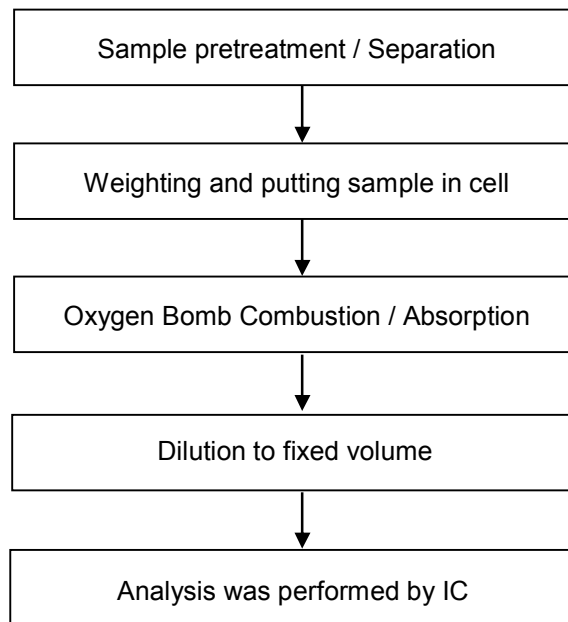 Sample pretreatment / Separation
Weighting and putting sample in cell
Oxygen Bomb Combustion / Absorption
Dilution to fixed volume
Analysis was performed by IC